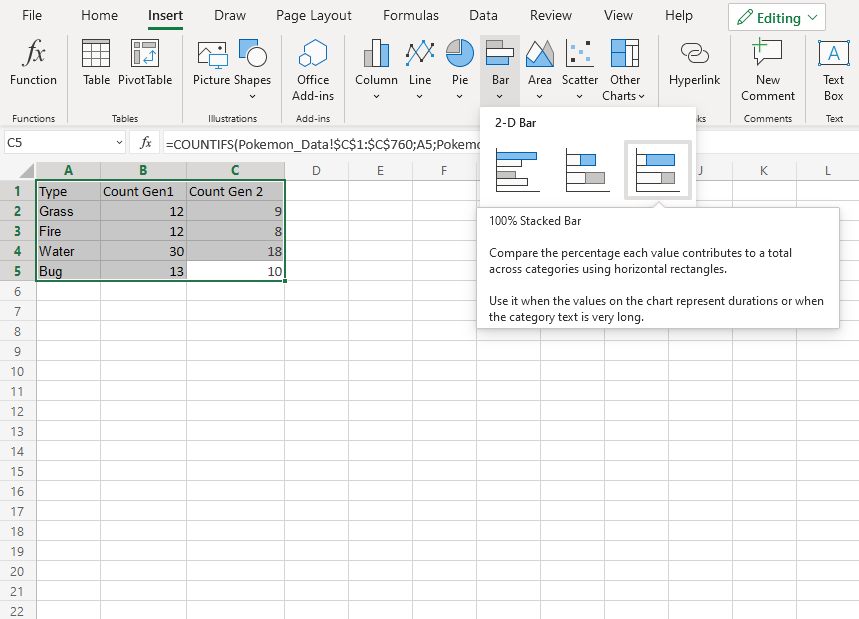 File Home Insert Draw Page Layout Formulas Data Review View Help Editing
fx
Function Table PivotTable Picture Shapes Office Add-ins Column Line Pie Bar Area Scatter Other Charts Hyperlink New Comment A Text Box
Functions Tables Illustrations Add-ins ks Comments Text
C5 fx =COUNTIFS(Pokemon_Data!$C$1:$C$760;A5;Pokemo
2-D Bar
A B C D E F J K L
1 Type Count Gen1 Count Gen 2
2 Grass 12 9
3 Fire 12 8
4 Water 30 18
5 Bug 13 10
100% Stacked Bar
Compare the percentage each value contributes to a total
across categories using horizontal rectangles.
Use it when the values on the chart represent durations or when
the category text is very long.
6
7
8
9
10
11
12
13
14
15
16
17
18
19
20
21
22